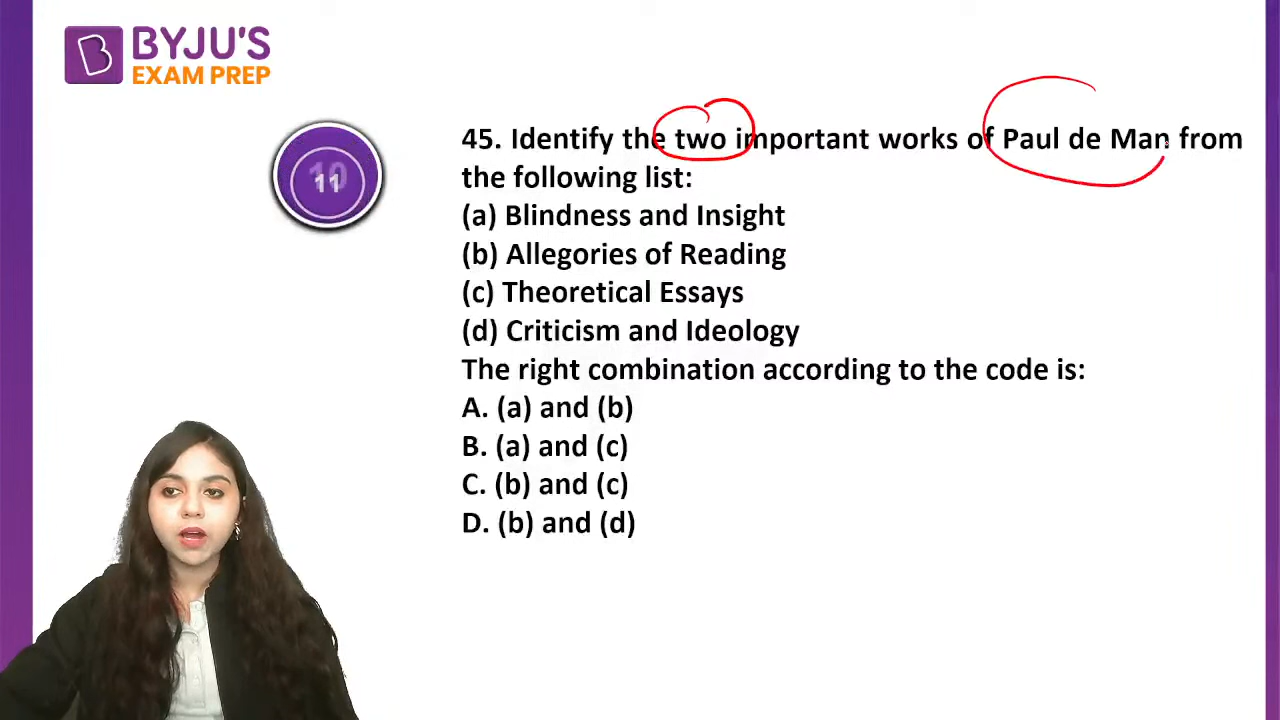 BYJU'S
EXAM PREP
11
45. Identify the two important works of Paul de Man from
the following list:
(a) Blindness and Insight
(b) Allegories of Reading
(c) Theoretical Essays
(d) Criticism and Ideology
The right combination according to the code is:
A. (a) and (b)
B. (a) and (c)
C. (b) and (c)
D. (b) and (d)